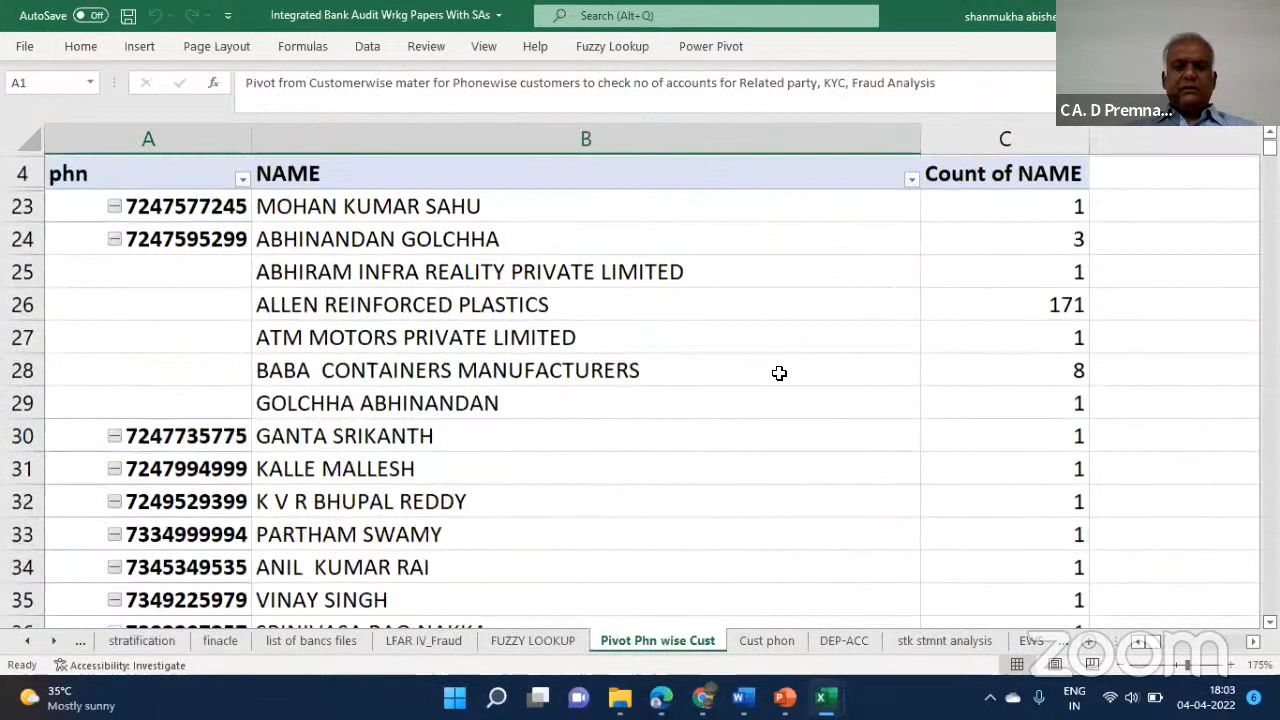 AutoSave Off Integrated Bank Audit Wrkg Papers With SAs Search (Alt+Q) shanmukha abishe
File Home Insert Page Layout Formulas Data Review View Help Fuzzy Lookup Power Pivot
C A. D Premna...
A1 fx Pivot from Customerwise mater for Phonewise customers to check no of accounts for Related party, KYC, Fraud Analysis
A B C
4 phn NAME Count of NAME
23 7247577245 MOHAN KUMAR SAHU 1
24 7247595299 ABHINANDAN GOLCHHA 3
25 ABHIRAM INFRA REALITY PRIVATE LIMITED 1
26 ALLEN REINFORCED PLASTICS 171
27 ATM MOTORS PRIVATE LIMITED 1
28 BABA CONTAINERS MANUFACTURERS 8
29 GOLCHHA ABHINANDAN 1
30 7247735775 GANTA SRIKANTH 1
31 7247994999 KALLE MALLESH 1
32 7249529399 K V R BHUPAL REDDY 1
33 7334999994 PARTHAM SWAMY 1
34 7345349535 ANIL KUMAR RAI 1
35 7349225979 VINAY SINGH 1
... stratification finacle list of bancs files LFAR IV_Fraud FUZZY LOOKUP Pivot Phn wise Cust Cust phon DEP-ACC stk stmnt analysis EWS ...
zoom
Ready Accessibility: Investigate 175%
35°C
Mostly sunny
ENG
IN
18:03
04-04-2022
6